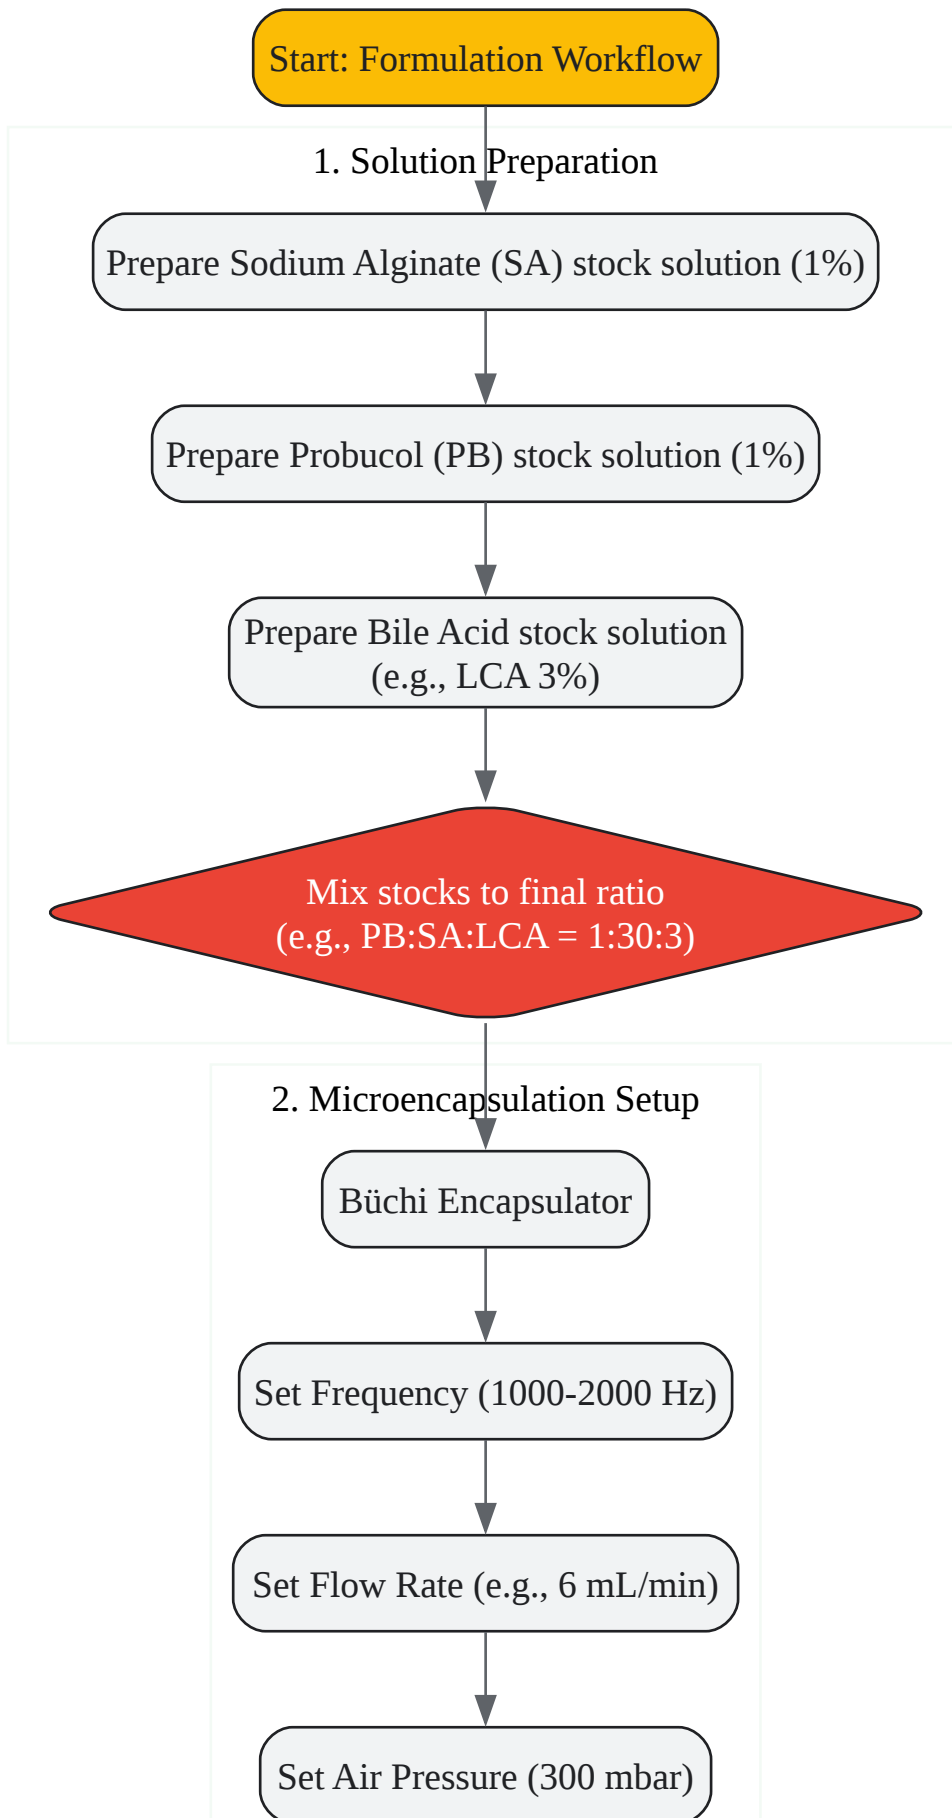 Start: Formulation Workflow
1. Solution Preparation
Prepare Sodium Alginate (SA) stock solution (1%)
Prepare Probucol (PB) stock solution (1%)
Prepare Bile Acid stock solution
(e.g., LCA 3%)
Mix stocks to final ratio
(e.g., PB:SA:LCA = 1:30:3)
2. Microencapsulation Setup
Büchi Encapsulator
Set Frequency (1000-2000 Hz)
Set Flow Rate (e.g., 6 mL/min)
Set Air Pressure (300 mbar)